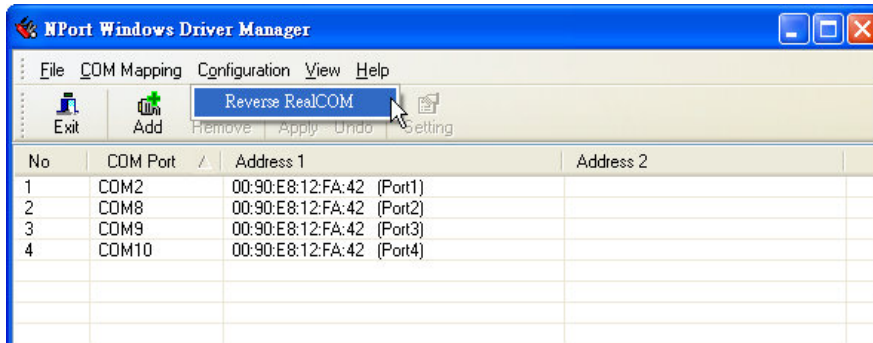 NPort Windows Driver Manager
File COM Mapping Configuration View Help
Reverse RealCOM
Exit Add Remove Apply Undo Setting
No COM Port Address 1 Address 2
1 COM2 00:90:E8:12:FA:42 (Port1)
2 COM8 00:90:E8:12:FA:42 (Port2)
3 COM9 00:90:E8:12:FA:42 (Port3)
4 COM10 00:90:E8:12:FA:42 (Port4)